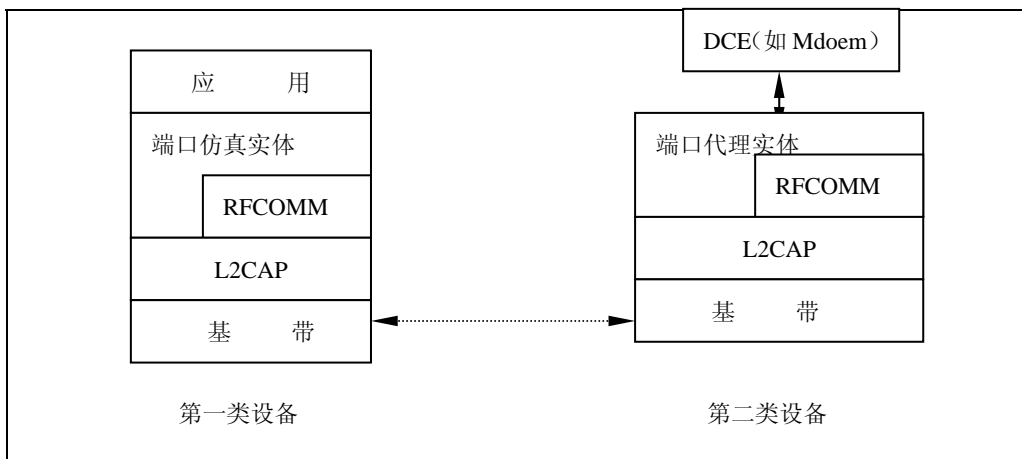 DCE（如 Mdoem）
应 用
端口仿真实体
RFCOMM
L2CAP
基 带
第一类设备
端口代理实体
RFCOMM
L2CAP
基 带
第二类设备